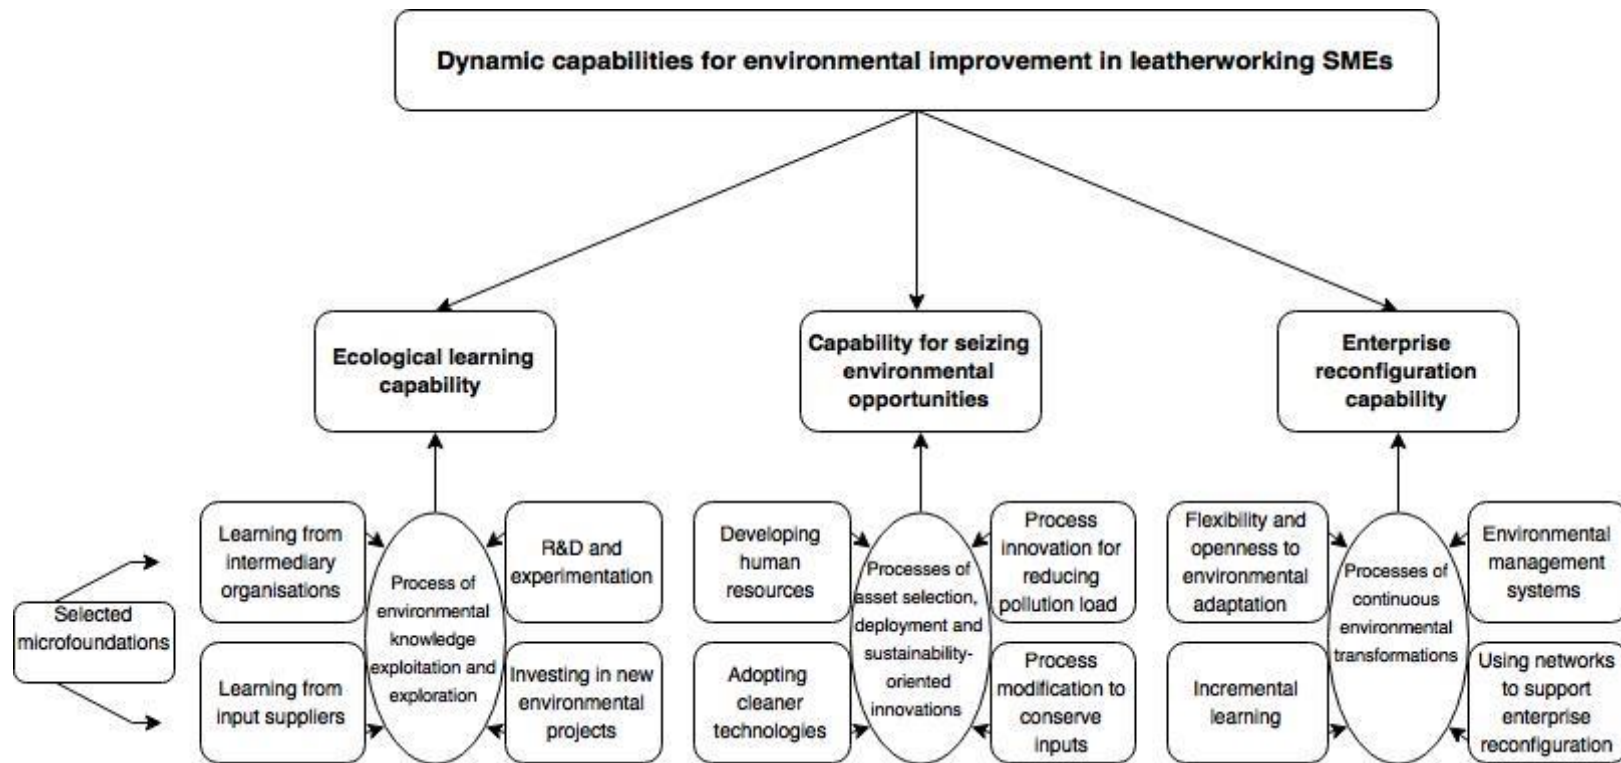 Dynamic capabilities for environmental improvement in leatherworking SMEs
Ecological learning
capability
Capability for seizing
environmental
opportunities
Enterprise
reconfiguration
capability
Selected
microfoundations
Learning from
intermediary
organisations
Learning from
input suppliers
Process of
environmental
knowledge
exploitation and
exploration
R&D and
experimentation
Investing in new
environmental
projects
Developing
human
resources
Adopting
cleaner
technologies
Processes of
asset selection,
deployment and
sustainability-
oriented
innovations
Process
innovation for
reducing
pollution load
Process
modification to
conserve
inputs
Flexibility and
openness to
environmental
adaptation
Incremental
learning
Processes of
continuous
environmental
transformations
Environmental
management
systems
Using networks
to support
enterprise
reconfiguration